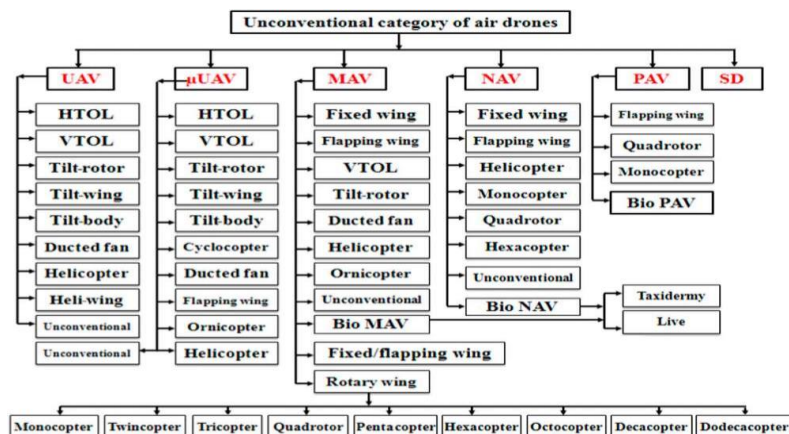 Unconventional category of air drones
UAV
µUAV
MAV
NAV
PAV
SD
HTOL
VTOL
Tilt-rotor
Tilt-wing
Tilt-body
Ducted fan
Helicopter
Heli-wing
Unconventional
Unconventional
HTOL
VTOL
Tilt-rotor
Tilt-wing
Tilt-body
Cyclocopter
Ducted fan
Flapping wing
Ornicopter
Helicopter
Fixed wing
Flapping wing
VTOL
Tilt-rotor
Ducted fan
Helicopter
Ornicopter
Unconventional
Bio MAV
Fixed/flapping wing
Rotary wing
Fixed wing
Flapping wing
Helicopter
Monocopter
Quadrotor
Hexacopter
Unconventional
Bio NAV
Flapping wing
Quadrotor
Monocopter
Bio PAV
Taxidermy
Live
Monocopter
Twincopter
Tricopter
Quadrotor
Pentacopter
Hexacopter
Octocopter
Decacopter
Dodecacopter